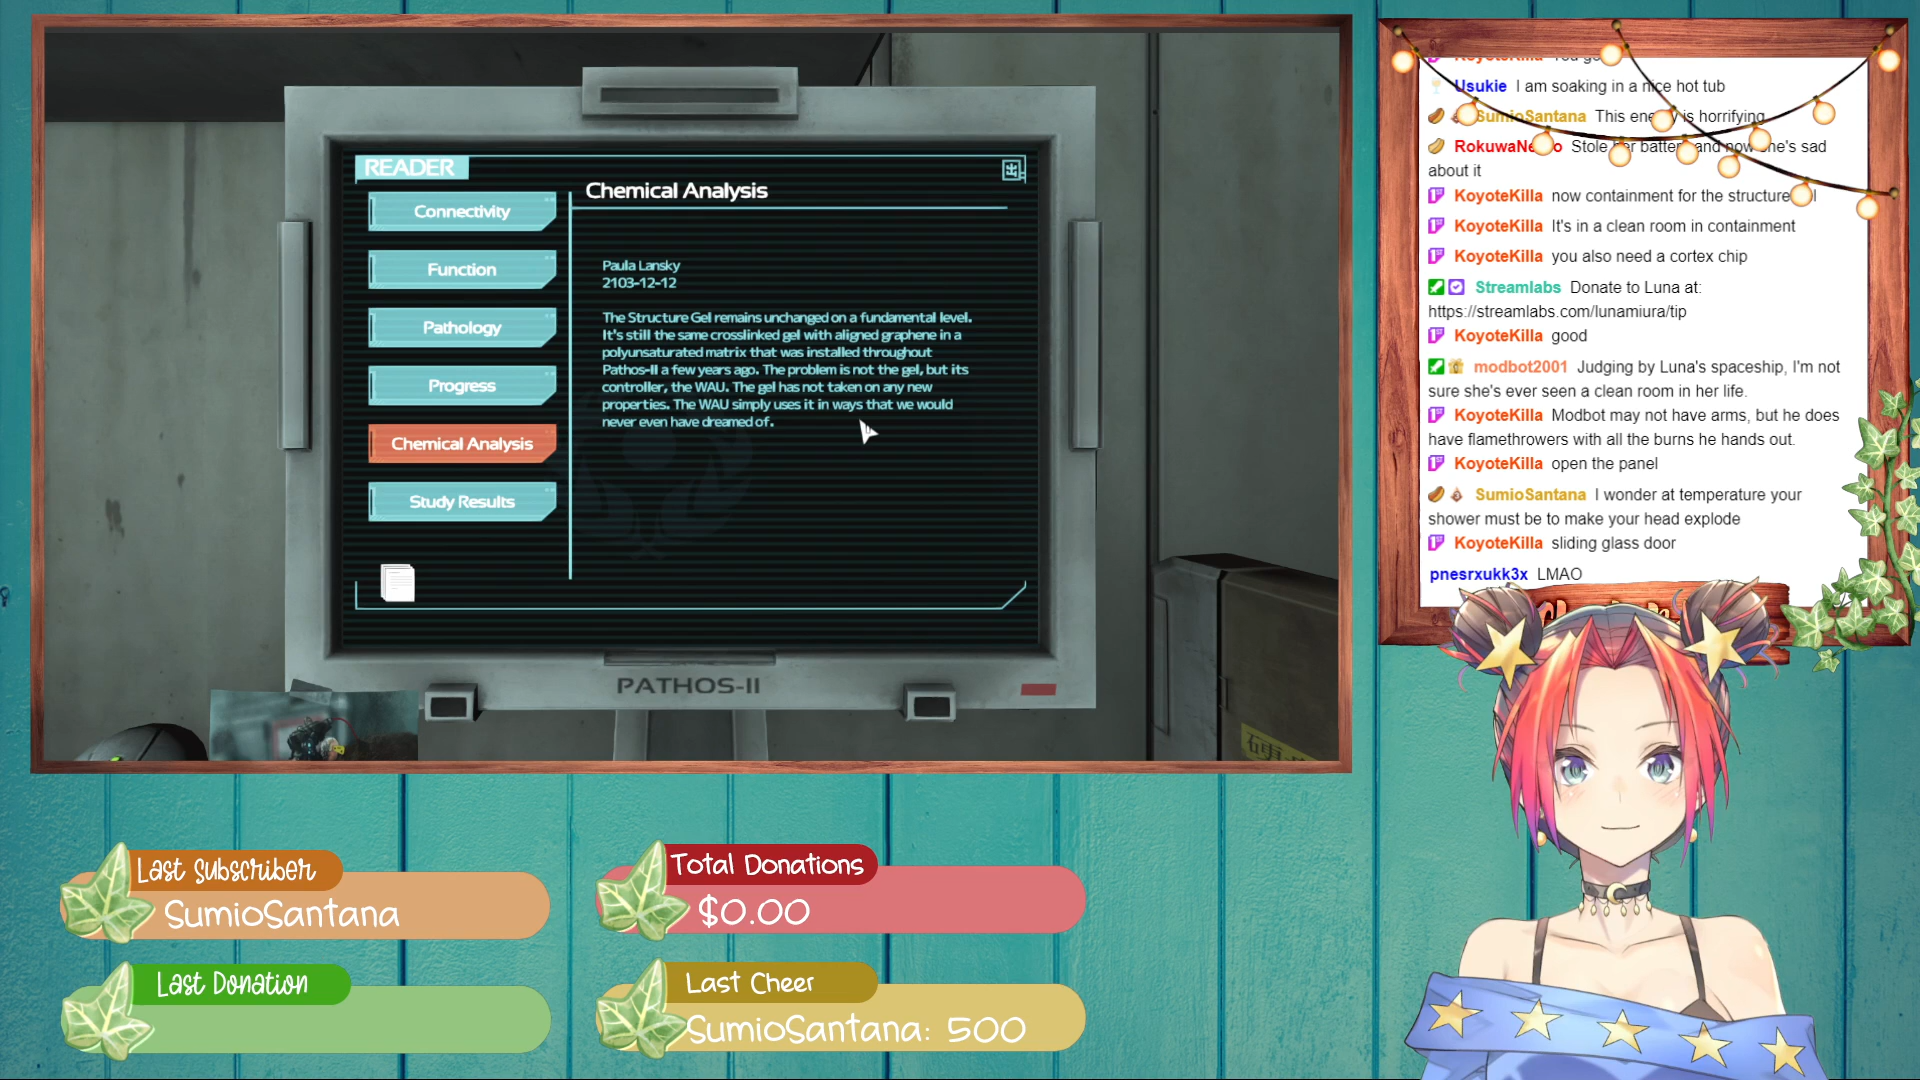 READER
Connectivity
Function
Pathology
Progress
Chemical Analysis
Study Results
Chemical Analysis
Paula Lansky
2103-12-12
The Structure Gel remains unchanged on a fundamental level.
It's still the same crosslinked gel with aligned graphene in a
polyunsaturated matrix that was installed throughout
Pathos-II a few years ago. The problem is not the gel, but its
controller, the WAU. The gel has not taken on any new
properties. The WAU simply uses it in ways that we would
never even have dreamed of.
PATHOS-II
Usukie I am soaking in a nice hot tub
SumioSantana This is horrifying
Stole batter and now she's sad
about it
KoyoteKilla now containment for the structure
KoyoteKilla It's in a clean room in containment
KoyoteKilla you also need a cortex chip
Streamlabs Donate to Luna at:
https://streamlabs.com/lunamiura/tip
KoyoteKilla good
modbot2001 Judging by Luna's spaceship, I'm not
sure she's ever seen a clean room in her life.
KoyoteKilla Modbot may not have arms, but he does
have flamethrowers with all the burns he hands out.
KoyoteKilla open the panel
SumioSantana I wonder at temperature your
shower must be to make your head explode
KoyoteKilla sliding glass door
pnesrxukk3x LMAO
Last Subscriber
SumioSantana
Total Donations
$0.00
Last Donation
Last Cheer
SumioSantana: 500